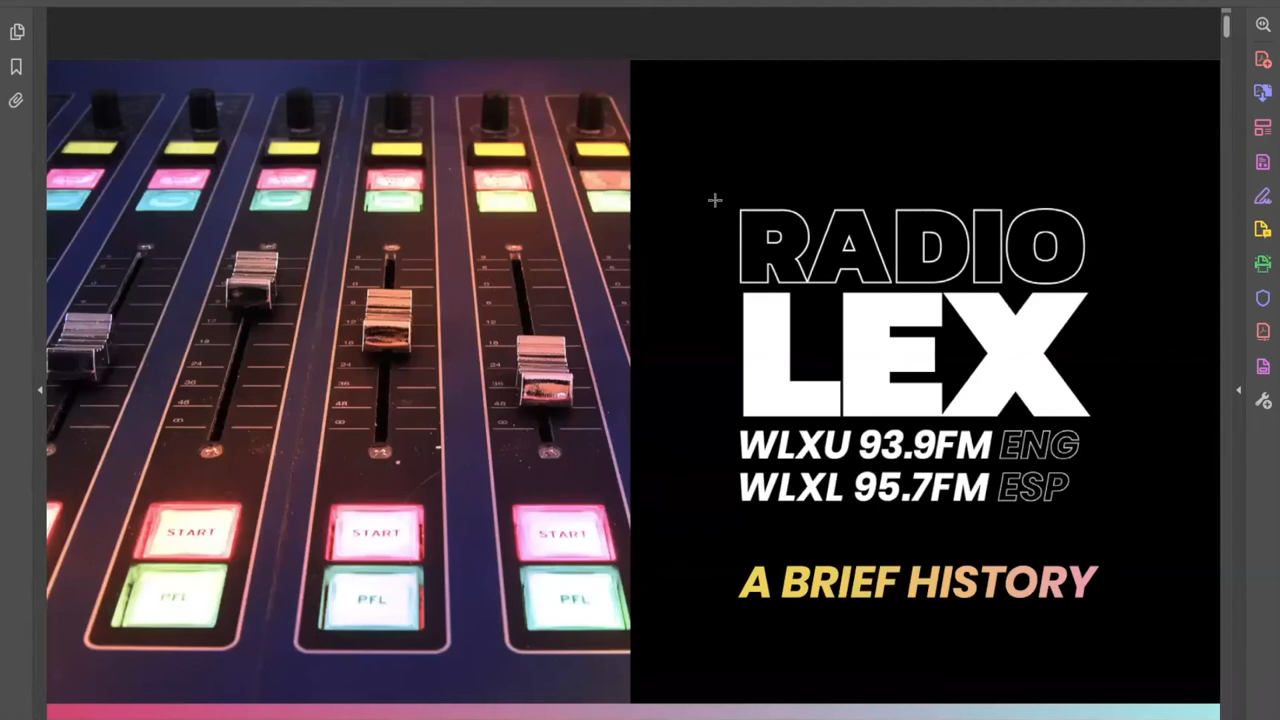 RADIO
LEX
WLXU 93.9FM ENG
WLXL 95.7FM ESP
A BRIEF HISTORY
START
START
START
PFL
PFL
PFL